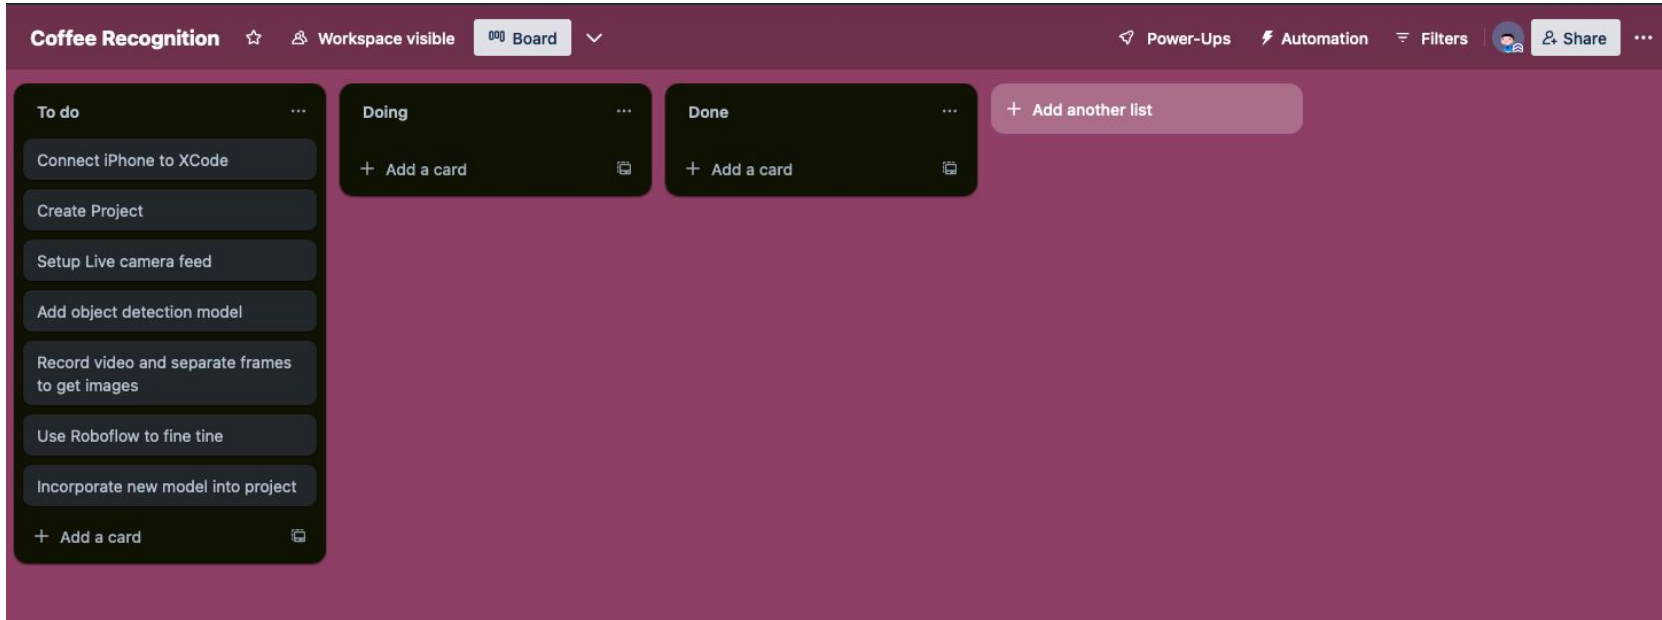 Coffee Recognition Workspace visible Board Power-Ups Automation Filters Share
To do
Connect iPhone to XCode
Create Project
Setup Live camera feed
Add object detection model
Record video and separate frames
to get images
Use Roboflow to fine tine
Incorporate new model into project
+ Add a card
Doing
+ Add a card
Done
+ Add a card
+ Add another list